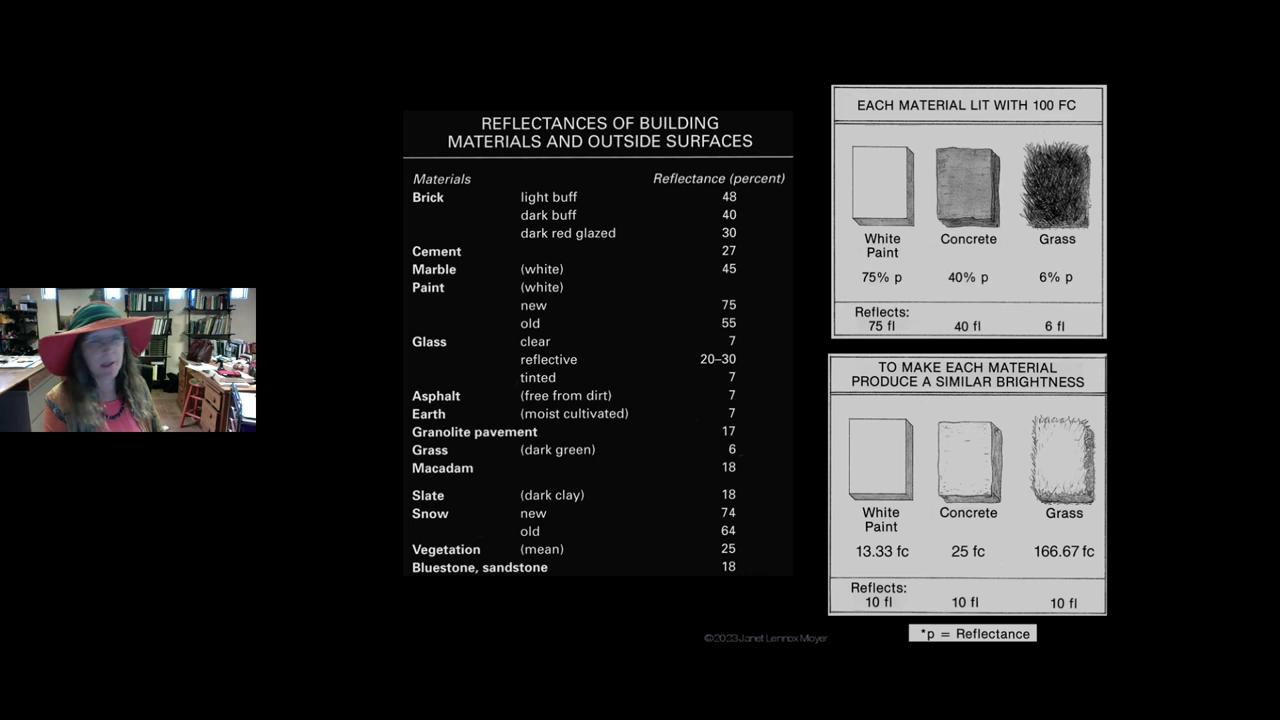 REFLECTANCES OF BUILDING
MATERIALS AND OUTSIDE SURFACES
Materials Reflectance (percent)
Brick light buff 48
dark buff 40
dark red glazed 30
Cement 27
Marble (white) 45
Paint (white)
new 75
old 55
Glass clear 7
reflective 20–30
tinted 7
Asphalt (free from dirt) 7
Earth (moist cultivated) 7
Granolite pavement 17
Grass (dark green) 6
Macadam 18
Slate (dark clay) 18
Snow new 74
old 64
Vegetation (mean) 25
Bluestone, sandstone 18
EACH MATERIAL LIT WITH 100 FC
White Concrete Grass
Paint
75% p 40% p 6% p
Reflects:
75 fl 40 fl 6 fl
TO MAKE EACH MATERIAL
PRODUCE A SIMILAR BRIGHTNESS
White Concrete Grass
Paint
13.33 fc 25 fc 166.67 fc
Reflects:
10 fl 10 fl 10 fl
*p = Reflectance
©2023 Janet Lennox Moyer